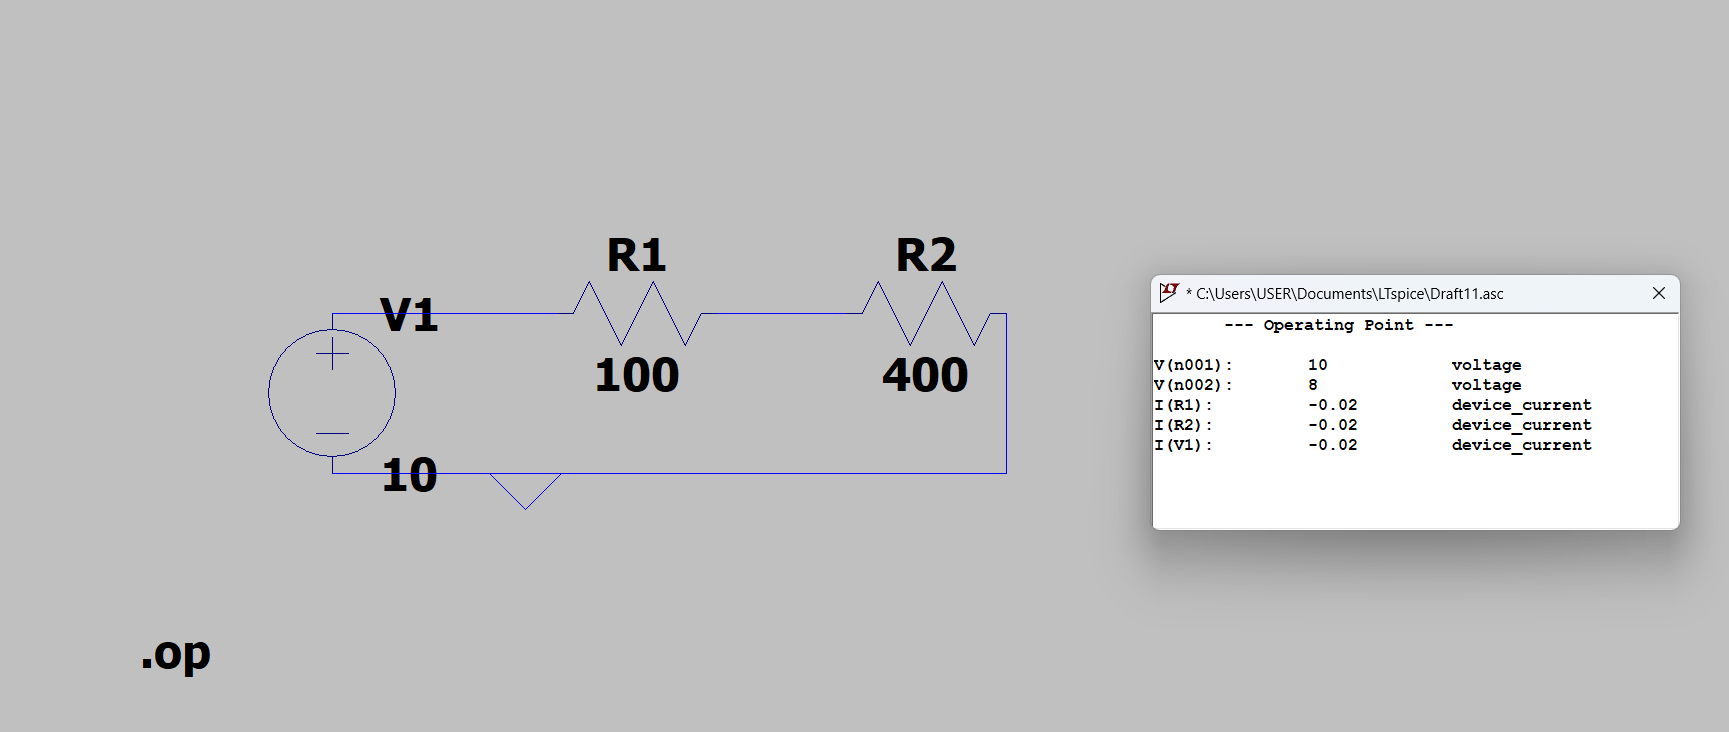 R1 R2
V1
100 400
10
.op
* C:\Users\USER\Documents\LTspice\Draft11.asc
--- Operating Point ---
V(n001): 10 voltage
V(n002): 8 voltage
I(R1): -0.02 device_current
I(R2): -0.02 device_current
I(V1): -0.02 device_current